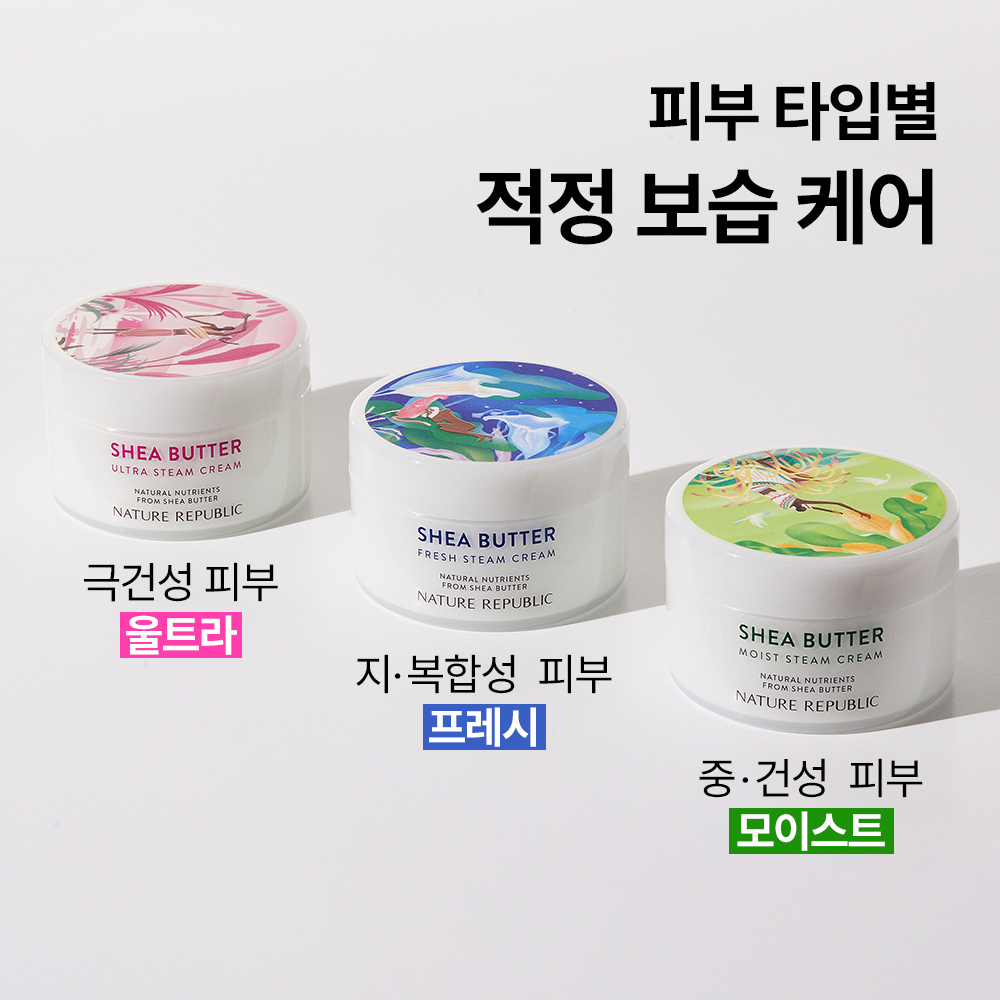 피부 타입별
적정 보습 케어
SHEA BUTTER
ULTRA STEAM CREAM
NATURAL NUTRIENTS
FROM SHEA BUTTER
NATURE REPUBLIC
극건성 피부
울트라
SHEA BUTTER
FRESH STEAM CREAM
NATURAL NUTRIENTS
FROM SHEA BUTTER
NATURE REPUBLIC
지·복합성 피부
프레시
SHEA BUTTER
MOIST STEAM CREAM
NATURAL NUTRIENTS
FROM SHEA BUTTER
NATURE REPUBLIC
중·건성 피부
모이스트